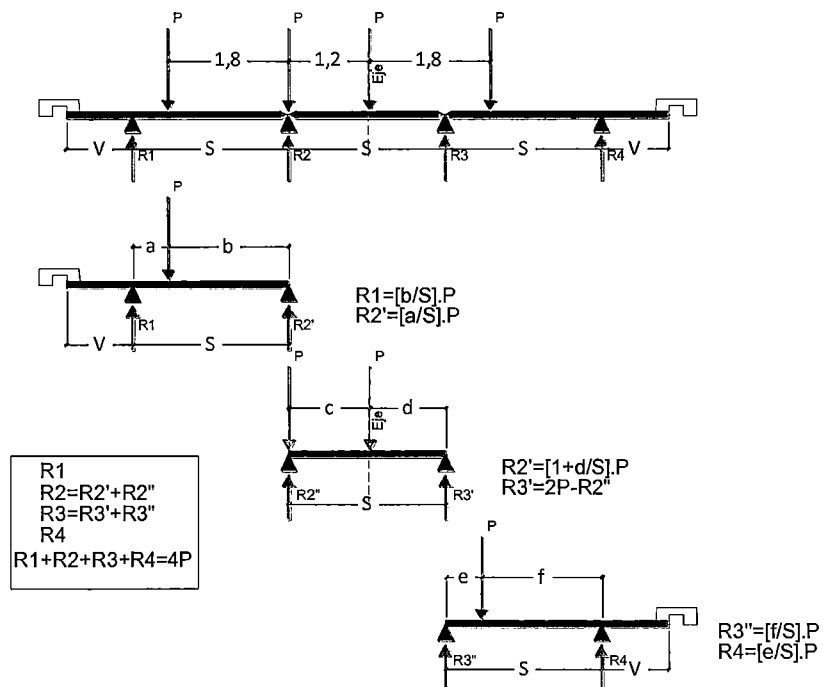 P P P P
1,8 1,2 Eje 1,8
R1 R2 R3 R4
V S S S V
P
a b
R1 R2'
V S
R1=[b/S].P
R2'=[a/S].P
P P
c Eje d
R2" R3'
S
R2'=[1+d/S].P
R3'=2P-R2"
R1
R2=R2'+R2"
R3=R3'+R3"
R4
R1+R2+R3+R4=4P
P
e f
R3" R4
S V
R3"=[f/S].P
R4=[e/S].P